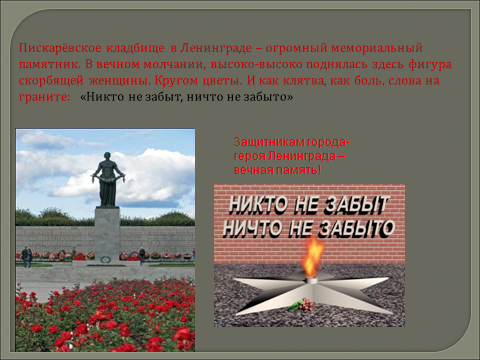 Пискарёвское кладбище в Ленинграде – огромный мемориальный
памятник. В вечном молчании, высоко-высоко поднялась здесь фигура
скорбящей женщины. Кругом цветы. И как клятва, как боль, слова на
граните: «Никто не забыт, ничто не забыто»
Защитникам города-
героя Ленинграда –
вечная память!
НИКТО НЕ ЗАБЫТ
НИЧТО НЕ ЗАБЫТО